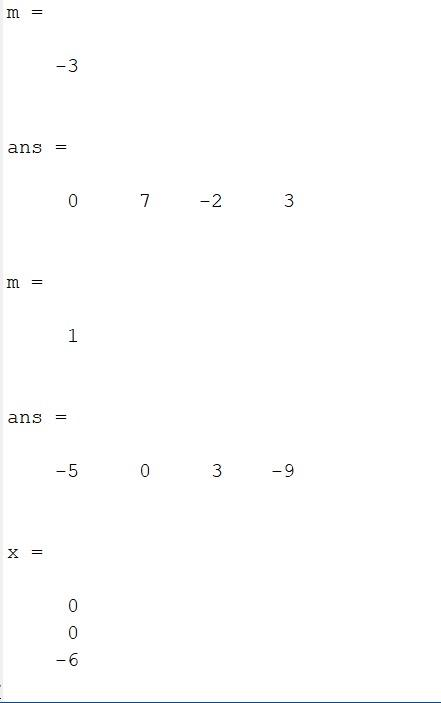 m =
-3
ans =
0 7 -2 3
m =
1
ans =
-5 0 3 -9
x =
0
0
-6